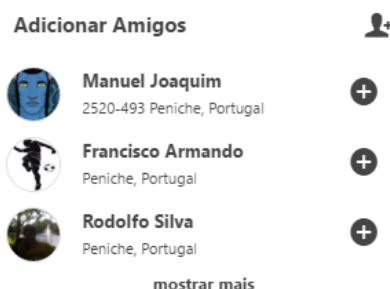 Adicionar Amigos
Manuel Joaquim
2520-493 Peniche, Portugal
Francisco Armando
Peniche, Portugal
Rodolfo Silva
Peniche, Portugal
mostrar mais